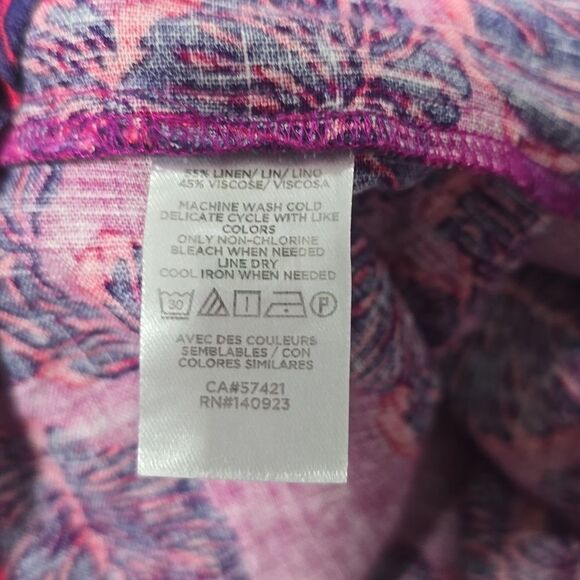 55% LINEN/ LIN/ LINO
45% VISCOSE/ VISCOSA
MACHINE WASH COLD
DELICATE CYCLE WITH LIKE
COLORS
ONLY NON-CHLORINE
BLEACH WHEN NEEDED
LINE DRY
COOL IRON WHEN NEEDED
30 P
AVEC DES COULEURS
SEMBLABLES / CON
COLORES SIMILARES
CA#57421
RN#140923